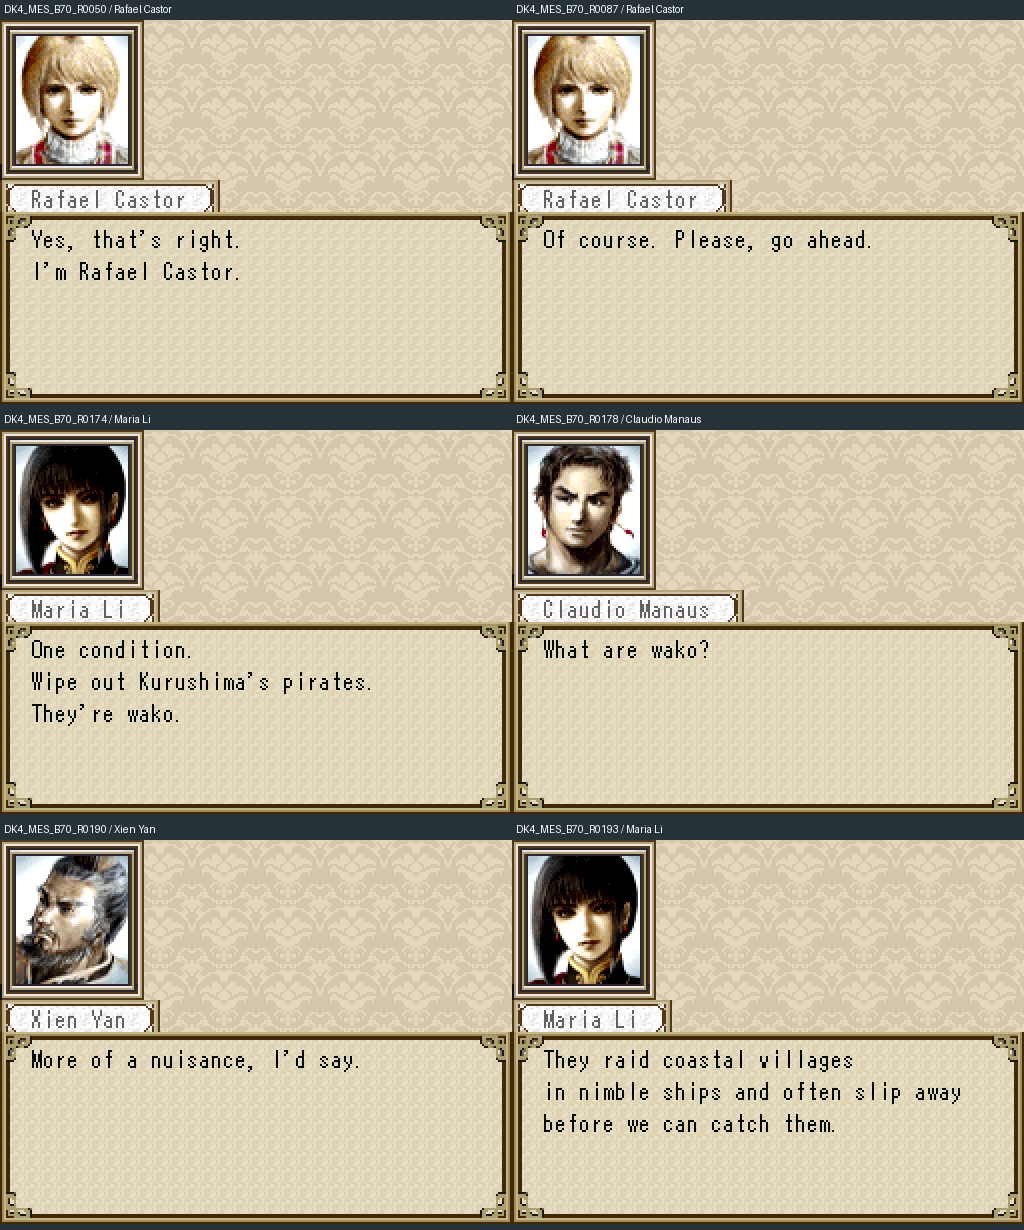 DK4_MES_B70_R0050 / Rafael Castor
Rafael Castor
Yes, that's right.
I'm Rafael Castor.
DK4_MES_B70_R0087 / Rafael Castor
Rafael Castor
Of course. Please, go ahead.
DK4_MES_B70_R0174 / Maria Li
Maria Li
One condition.
Wipe out Kurushima's pirates.
They're wako.
DK4_MES_B70_R0178 / Claudio Manaus
Claudio Manaus
What are wako?
DK4_MES_B70_R0190 / Xien Yan
Xien Yan
More of a nuisance, I'd say.
DK4_MES_B70_R0193 / Maria Li
Maria Li
They raid coastal villages
in nimble ships and often slip away
before we can catch them.